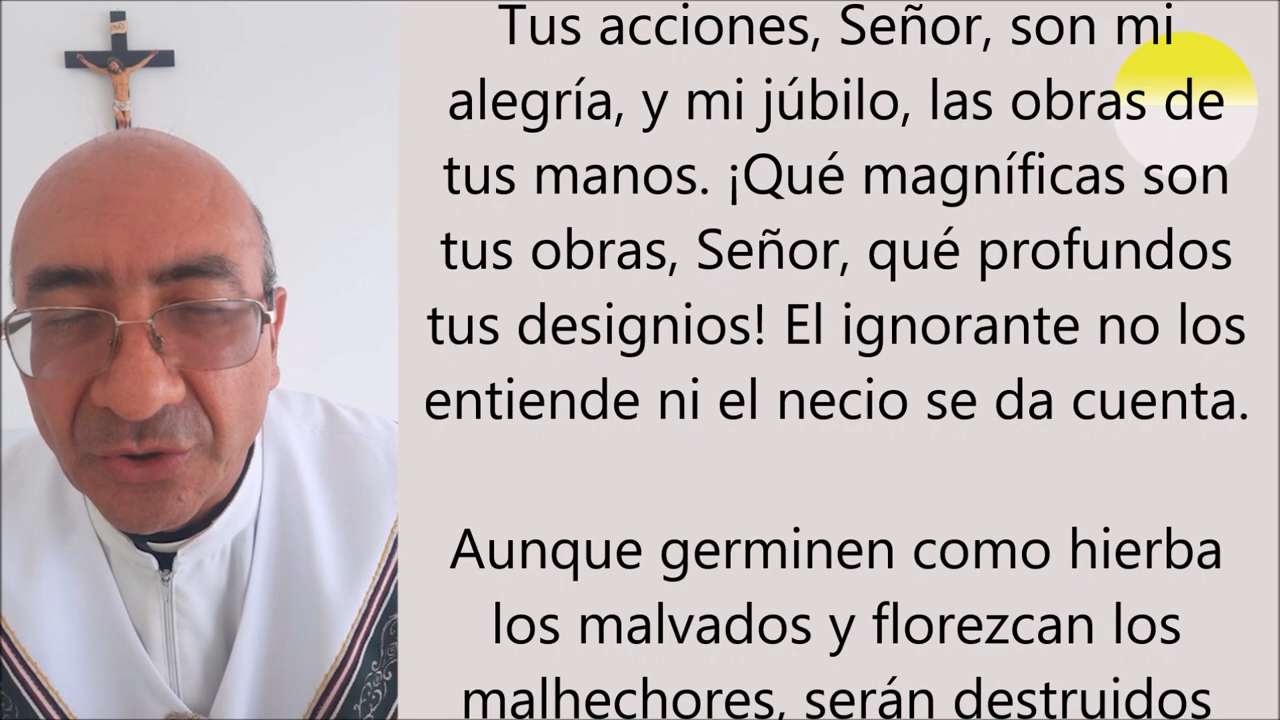 Tus acciones, Señor, son mi
alegría, y mi júbilo, las obras de
tus manos. ¡Qué magníficas son
tus obras, Señor, qué profundos
tus designios! El ignorante no los
entiende ni el necio se da cuenta.
Aunque germinen como hierba
los malvados y florezcan los
malhechores, serán destruidos